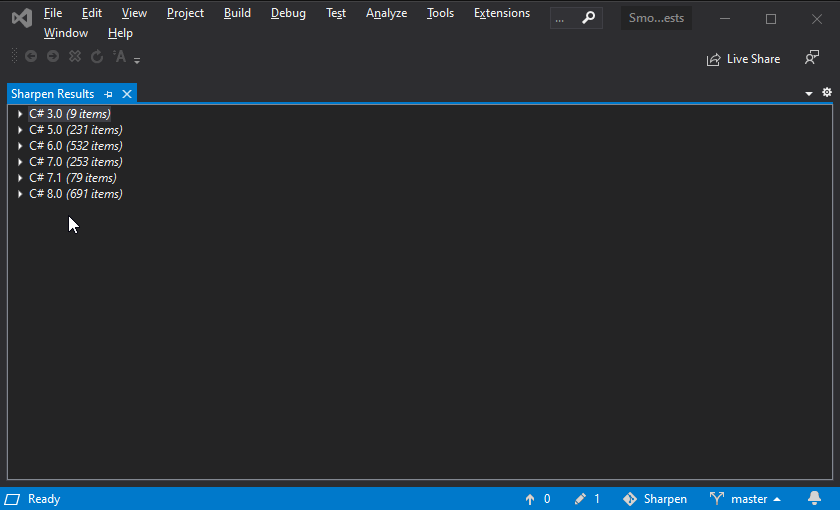 File Edit View Project Build Debug Test Analyze Tools Extensions ... Smo...ests
Window Help
A
Live Share
Sharpen Results
C# 3.0 (9 items)
C# 5.0 (231 items)
C# 6.0 (532 items)
C# 7.0 (253 items)
C# 7.1 (79 items)
C# 8.0 (691 items)
Ready 0 1 Sharpen master